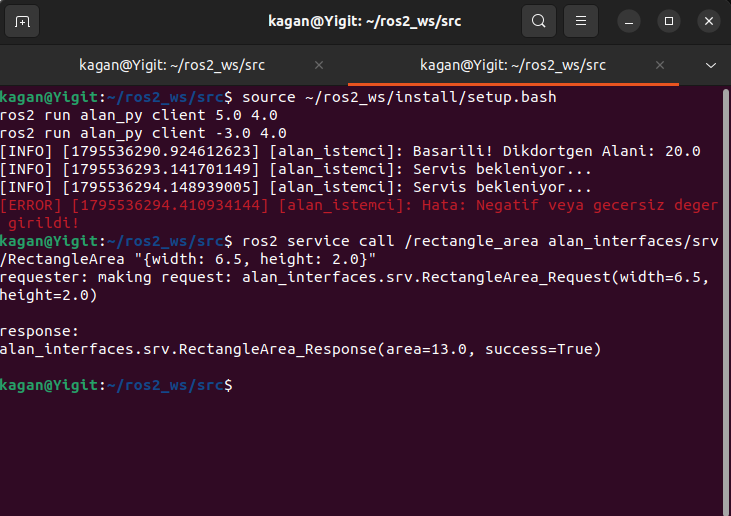 kagan@Yigit: ~/ros2_ws/src
kagan@Yigit: ~/ros2_ws/src
kagan@Yigit: ~/ros2_ws/src
kagan@Yigit:~/ros2_ws/src$ source ~/ros2_ws/install/setup.bash
ros2 run alan_py client 5.0 4.0
ros2 run alan_py client -3.0 4.0
[INFO] [1795536290.924612623] [alan_istemci]: Basarili! Dikdortgen Alani: 20.0
[INFO] [1795536293.141701149] [alan_istemci]: Servis bekleniyor...
[INFO] [1795536294.148939005] [alan_istemci]: Servis bekleniyor...
[ERROR] [1795536294.410934144] [alan_istemci]: Hata: Negatif veya gecersiz deger
 girildi!
kagan@Yigit:~/ros2_ws/src$ ros2 service call /rectangle_area alan_interfaces/srv
/RectangleArea "{width: 6.5, height: 2.0}"
requester: making request: alan_interfaces.srv.RectangleArea_Request(width=6.5,
height=2.0)

response:
alan_interfaces.srv.RectangleArea_Response(area=13.0, success=True)

kagan@Yigit:~/ros2_ws/src$